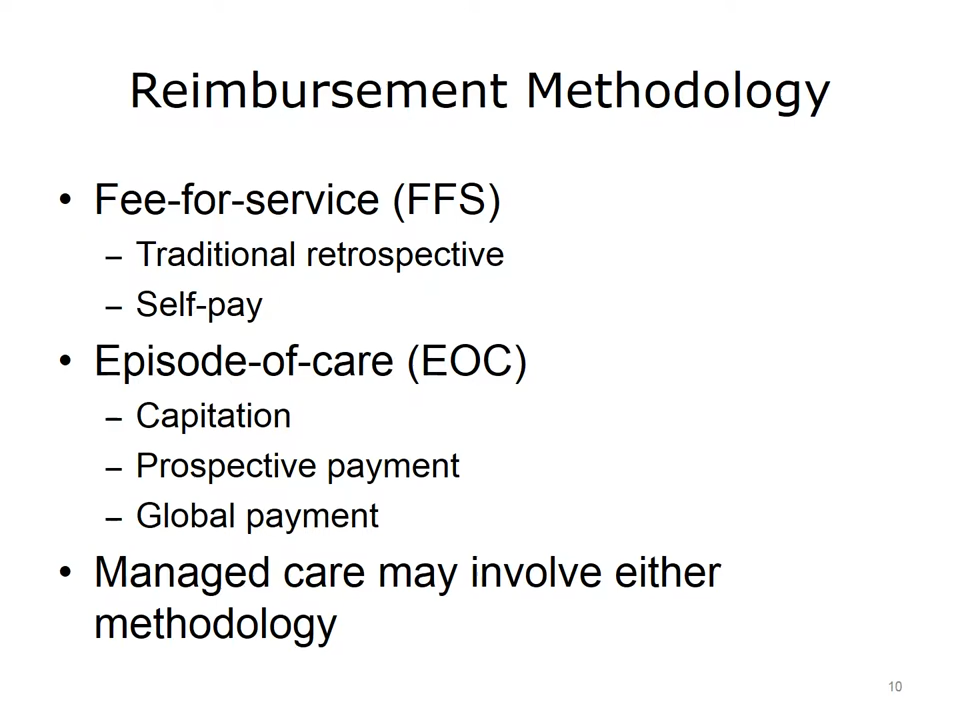 Reimbursement Methodology
• Fee-for-service (FFS)
– Traditional retrospective
– Self-pay
• Episode-of-care (EOC)
– Capitation
– Prospective payment
– Global payment
• Managed care may involve either
methodology
10